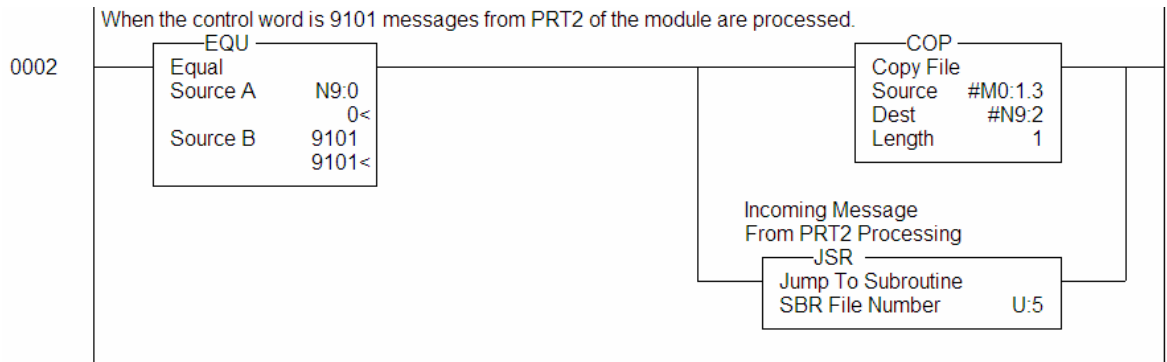 When the control word is 9101 messages from PRT2 of the module are processed.
0002
EQU
Equal
Source A N9:0
0<
Source B 9101
9101<
COP
Copy File
Source #M0:1.3
Dest #N9:2
Length 1
Incoming Message
From PRT2 Processing
JSR
Jump To Subroutine
SBR File Number U:5